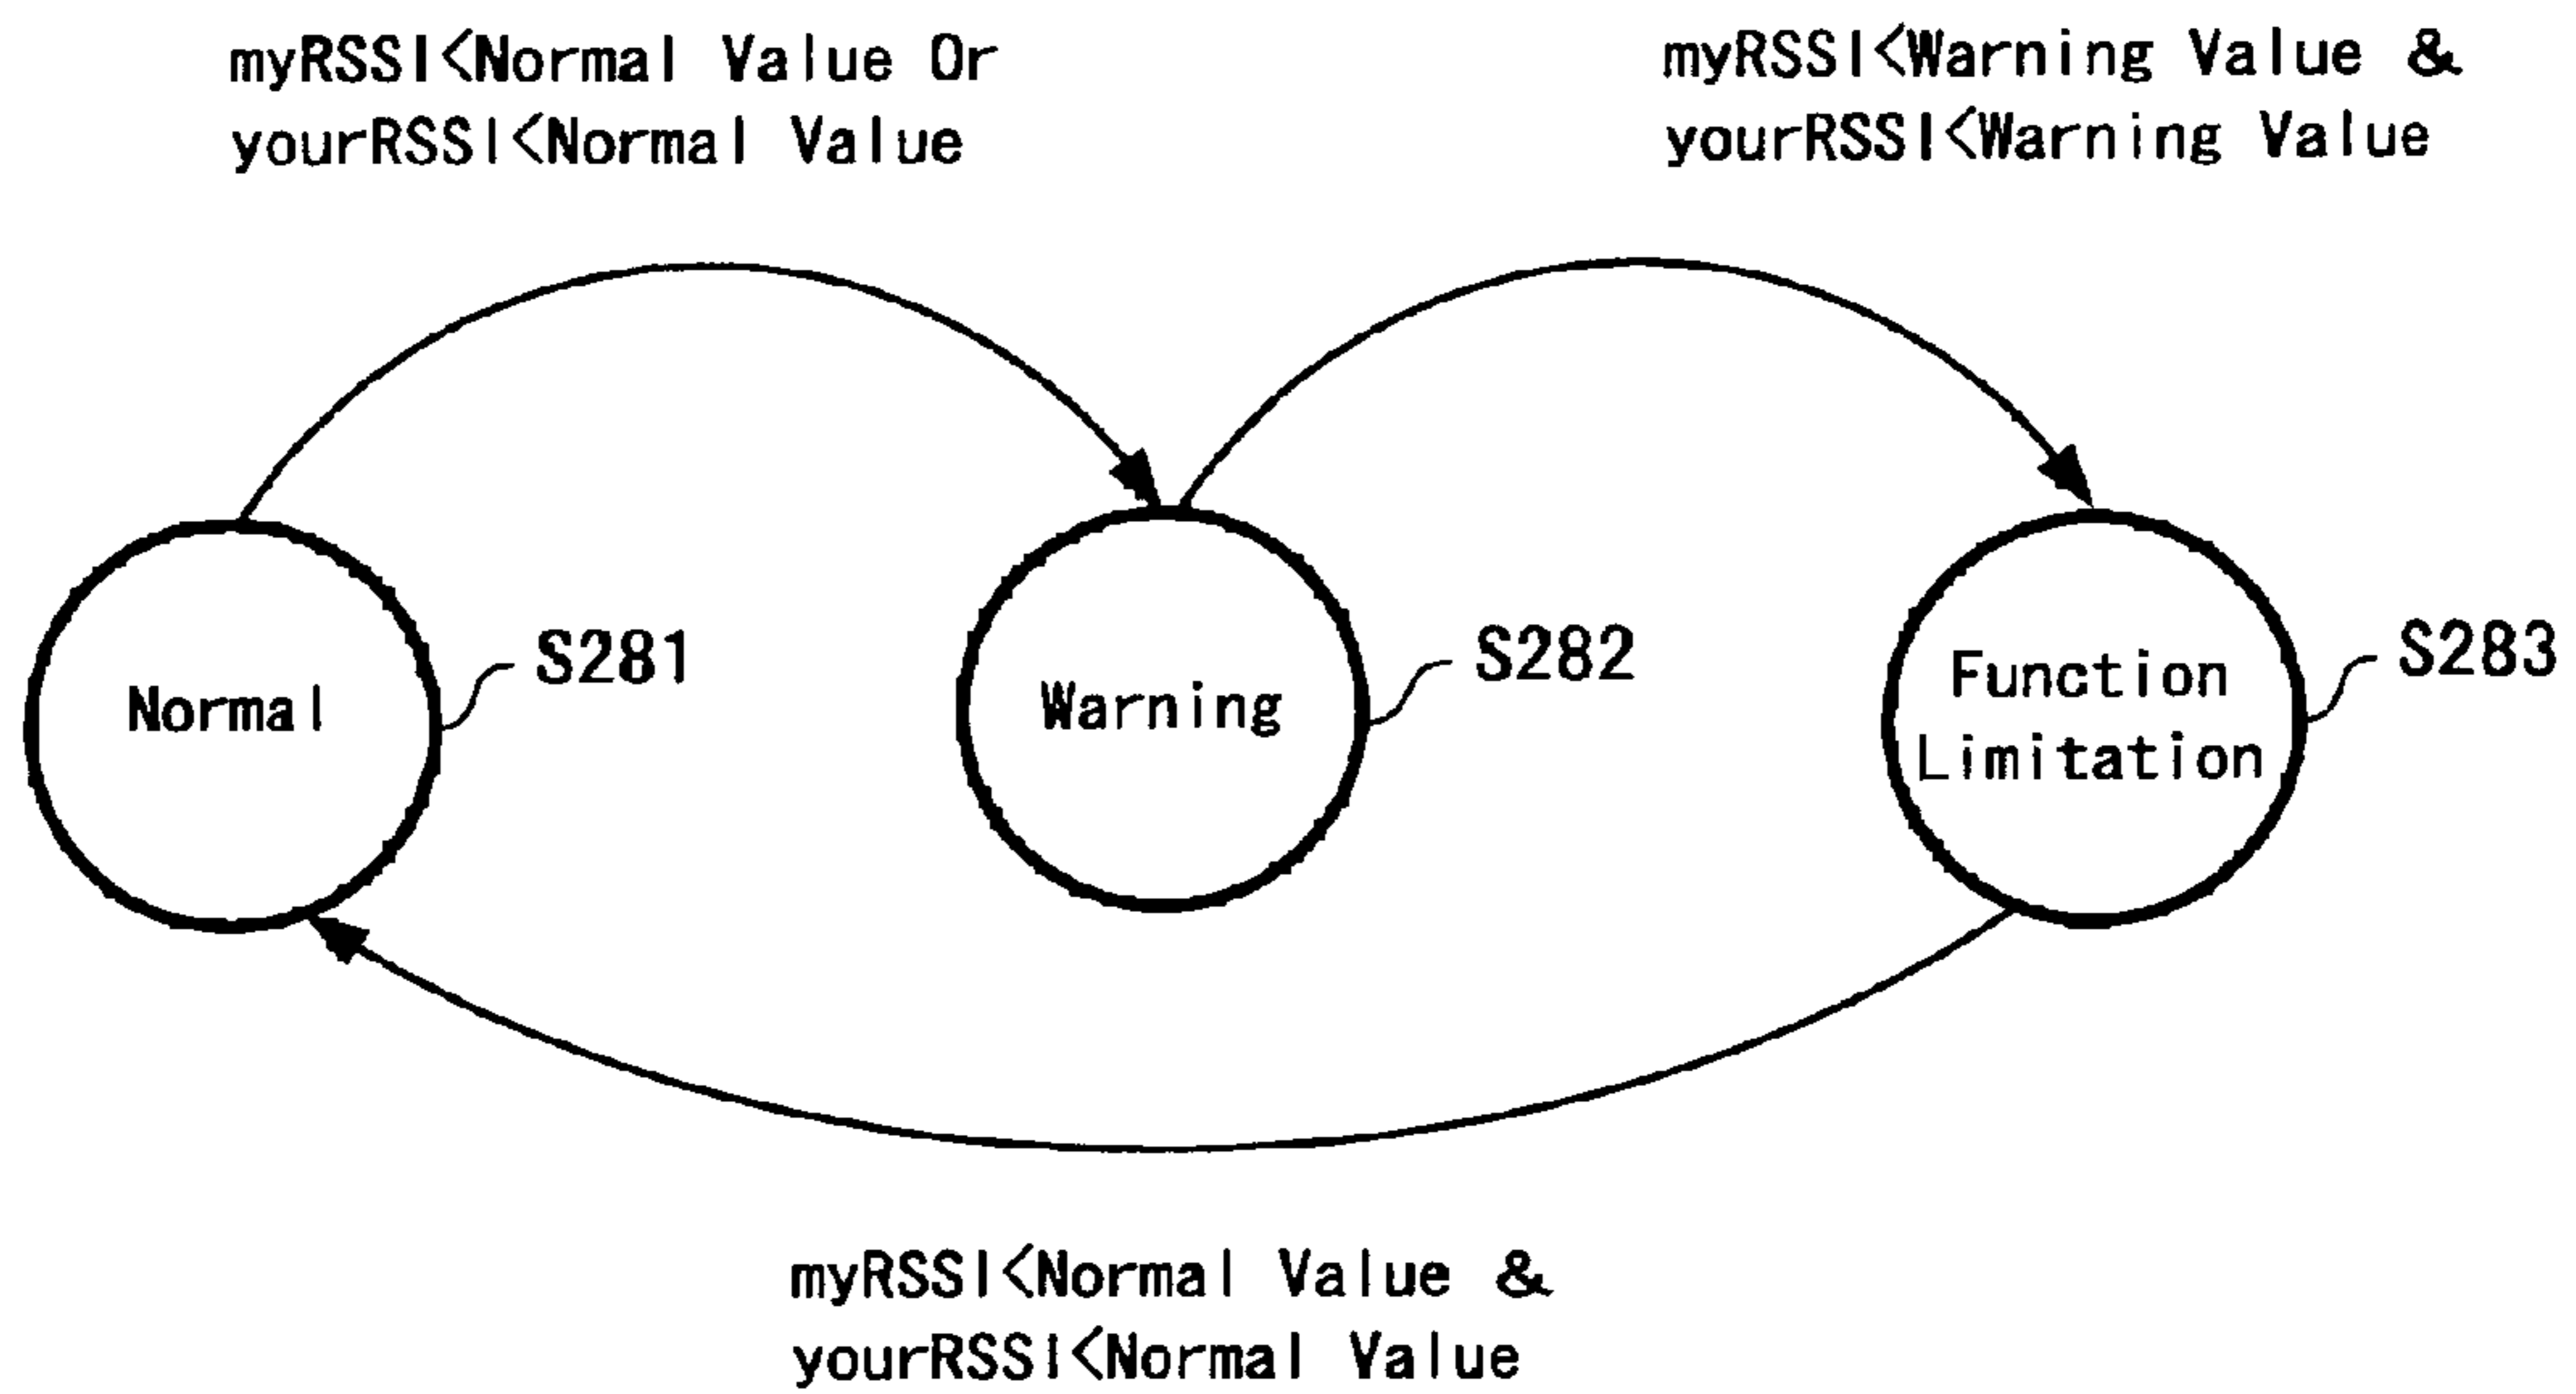 myRSSI<Normal Value Or
yourRSSI<Normal Value
myRSSI<Warning Value &
yourRSSI<Warning Value
Normal
S281
Warning
S282
Function
Limitation
S283
myRSSI<Normal Value &
yourRSSI<Normal Value